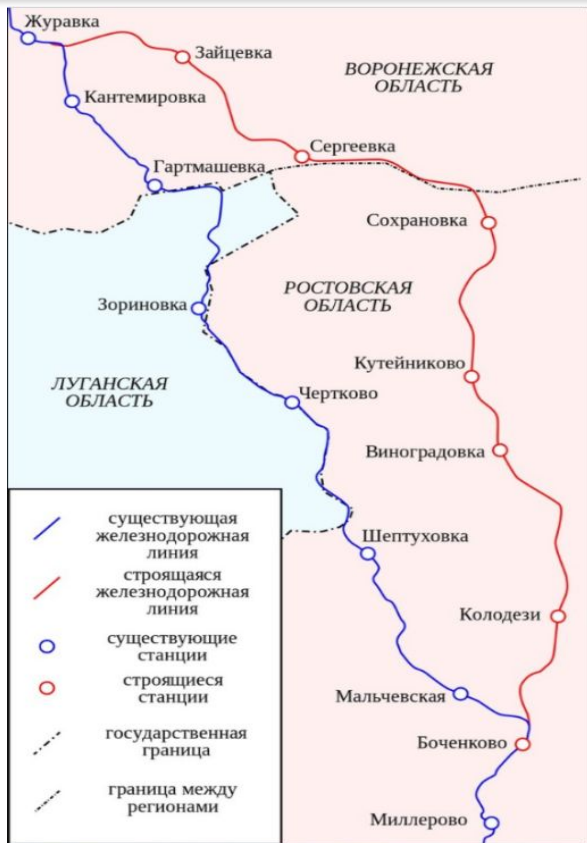 Журавка
Зайцевка
ВОРОНЕЖСКАЯ
ОБЛАСТЬ
Кантемировка
Сергеевка
Гартмашевка
Сохрановка
РОСТОВСКАЯ
ОБЛАСТЬ
Зориновка
Кутейниково
ЛУГАНСКАЯ
ОБЛАСТЬ
Чертково
Виноградовка
существующая
железнодорожная
линия
Шептуховка
строящаяся
железнодорожная
линия
Колодези
существующие
станции
строящиеся
станции
Мальчевская
государственная
граница
Боченково
граница между
регионами
Миллерово